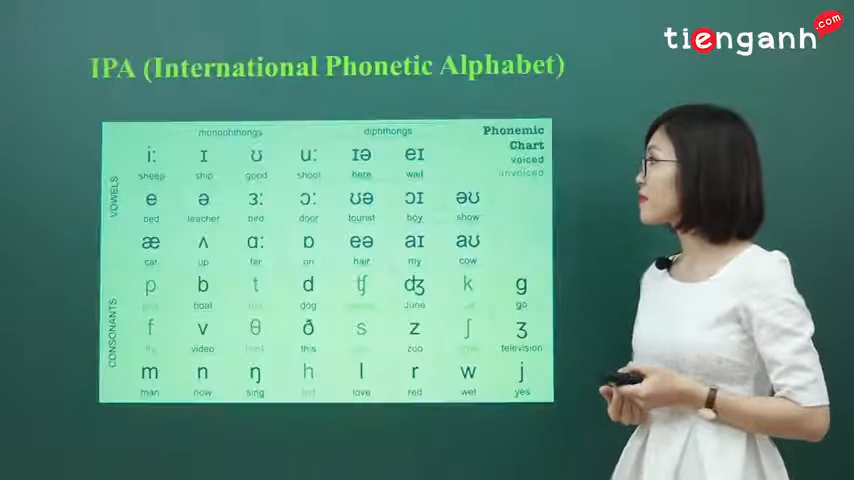 tienganh.com
IPA (International Phonetic Alphabet)
monophthongs diphthongs Phonemic
Chart
voiced
unvoiced
VOWELS
iː ɪ ʊ uː ɪə eɪ
sheep ship good shoot here wait
e ə ɜː ɔː ʊə ɔɪ əʊ
bed teacher bird door tourist boy show
æ ʌ ɑː ɒ eə aɪ aʊ
cat up far on hair my cow
CONSONANTS
p b t d tʃ dʒ k g
boat dog June go
f v θ ð s z ʃ ʒ
video this zoo television
m n ŋ h l r w j
man now sing love red wet yes